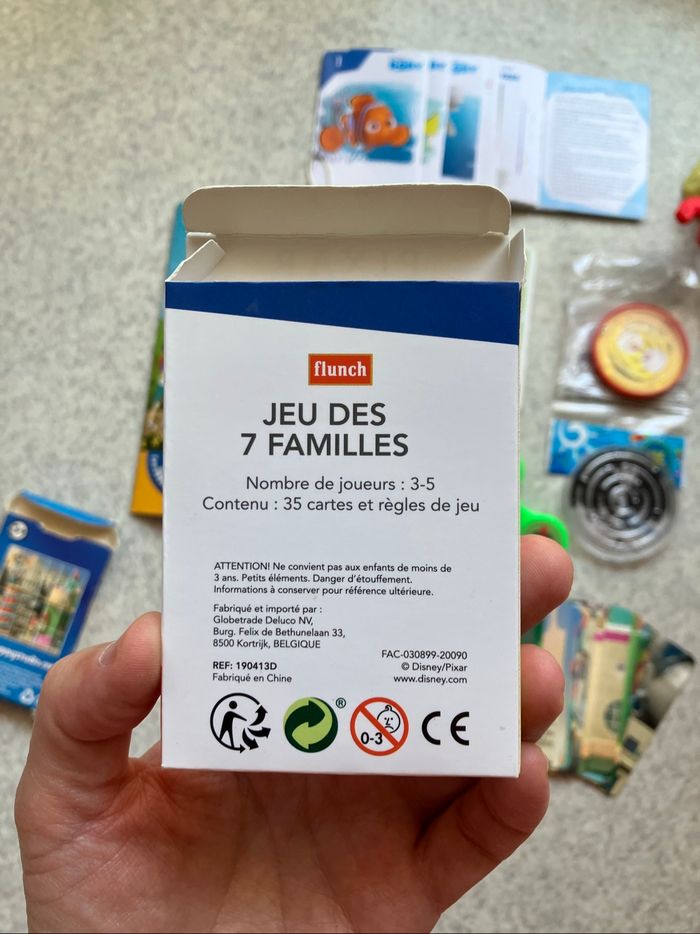 flunch
JEU DES
7 FAMILLES
Nombre de joueurs : 3-5
Contenu : 35 cartes et règles de jeu
ATTENTION! Ne convient pas aux enfants de moins de
3 ans. Petits éléments. Danger d'étouffement.
Informations à conserver pour référence ultérieure.
Fabriqué et importé par :
Globetrade Deluco NV,
Burg. Felix de Bethunelaan 33,
8500 Kortrijk, BELGIQUE
REF: 190413D
Fabriqué en Chine
FAC-030899-20090
© Disney/Pixar
www.disney.com
®
0-3
CE